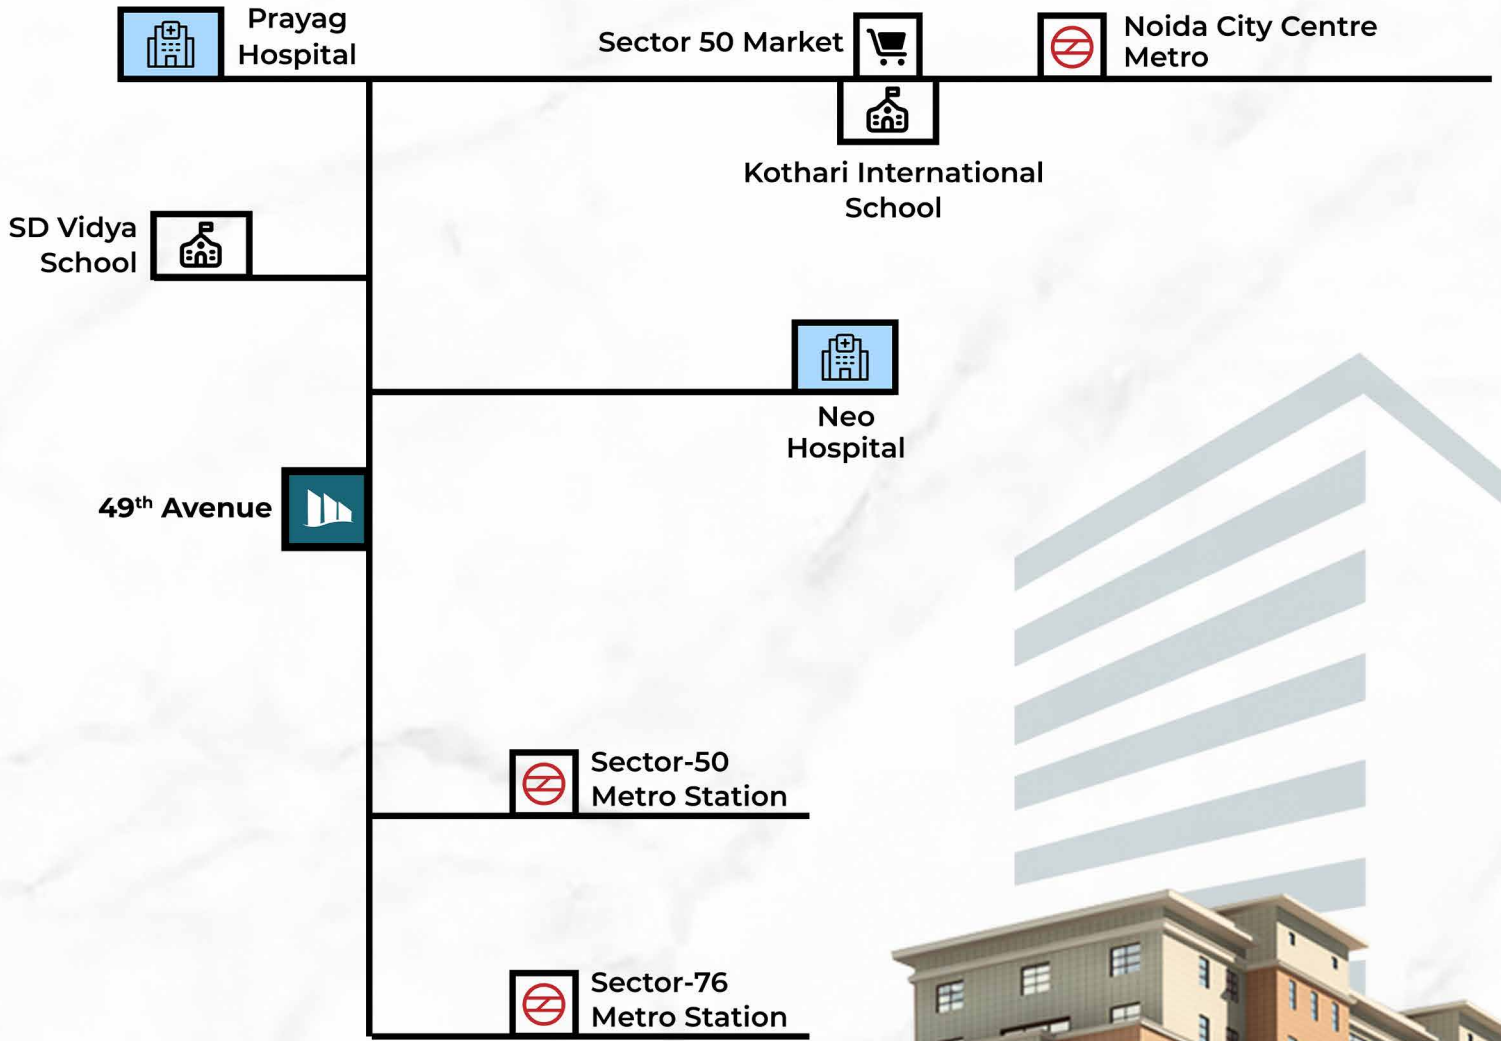 Prayag
Hospital
Sector 50 Market
Noida City Centre
Metro
Kothari International
School
SD Vidya
School
Neo
Hospital
49th Avenue
Sector-50
Metro Station
Sector-76
Metro Station